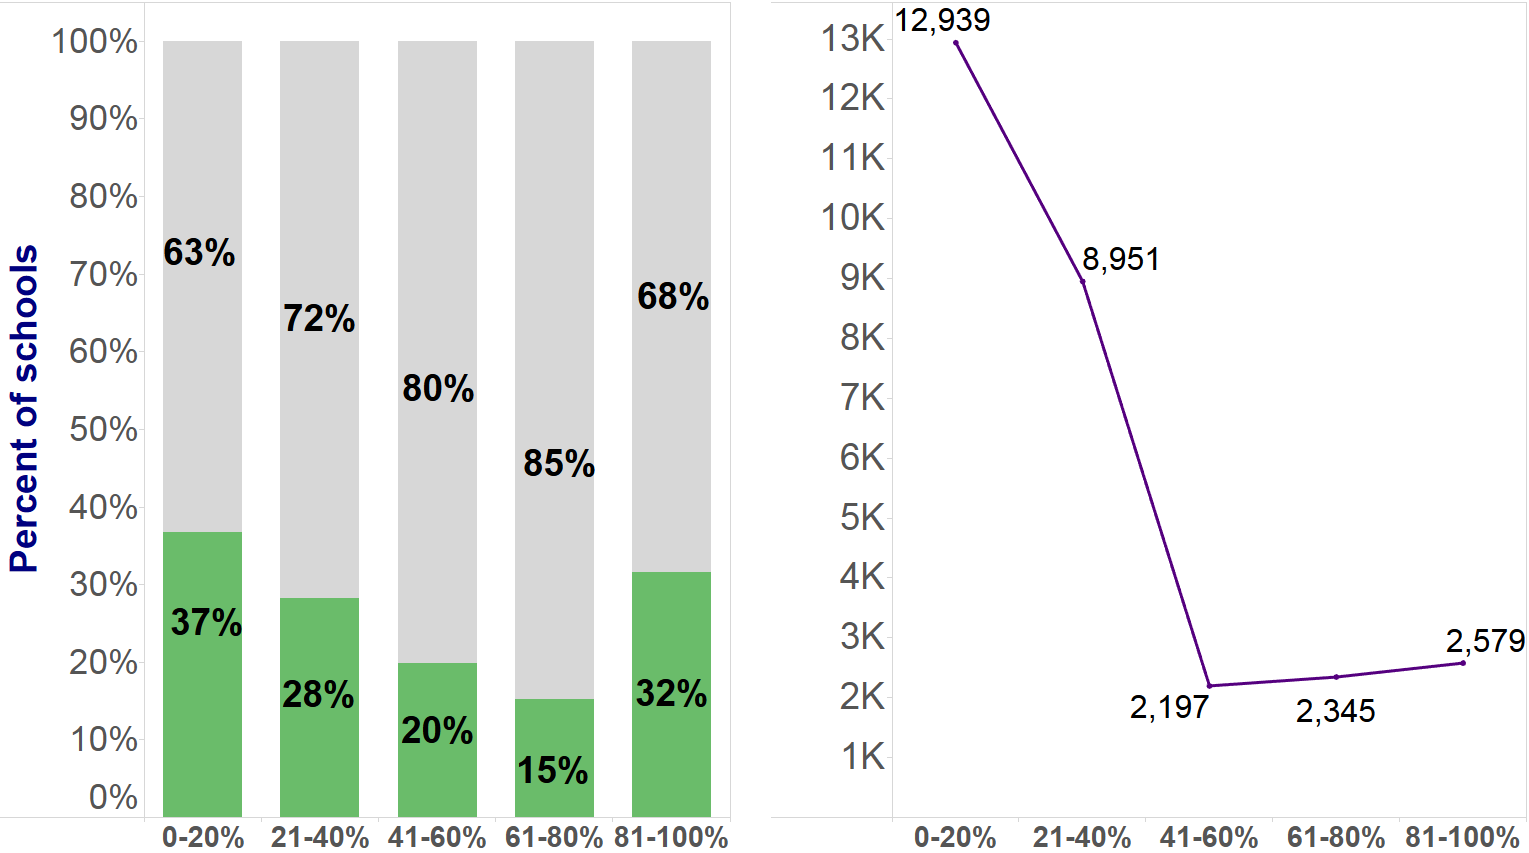 Percent of schools
100%
90%
80%
70%
60%
50%
40%
30%
20%
10%
0%
63%
72%
80%
85%
68%
37%
28%
20%
15%
32%
0-20% 21-40% 41-60% 61-80% 81-100%
13K
12K
11K
10K
9K
8K
7K
6K
5K
4K
3K
2K
1K
12,939
8,951
2,197
2,345
2,579
0-20% 21-40% 41-60% 61-80% 81-100%